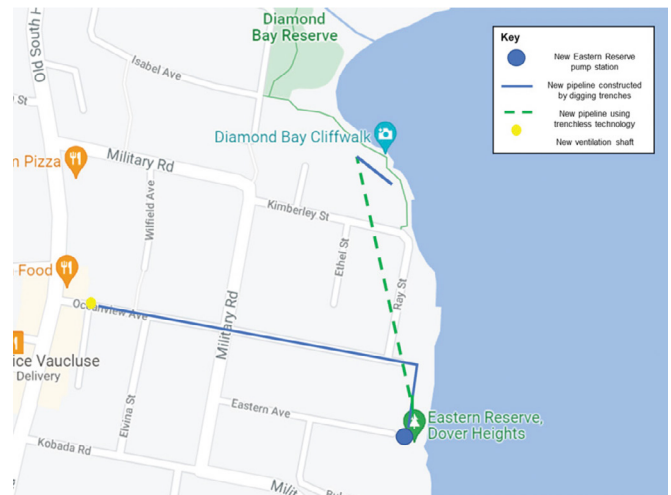 Diamond
Bay Reserve
Old South H
Isabel Ave
St
Diamond Bay Cliffwalk
n Pizza
Military Rd
Wilfield Ave
Kimberley St
Ethel St
Ray St
Food
Oceanview Ave
Military Rd
ice Vaucluse
Delivery
Elvina St
Eastern Ave
Eastern Reserve,
Dover Heights
Kobada Rd
Milit
Key
New Eastern Reserve
pump station
New pipeline constructed
by digging trenches
New pipeline using
trenchless technology
New ventilation shaft